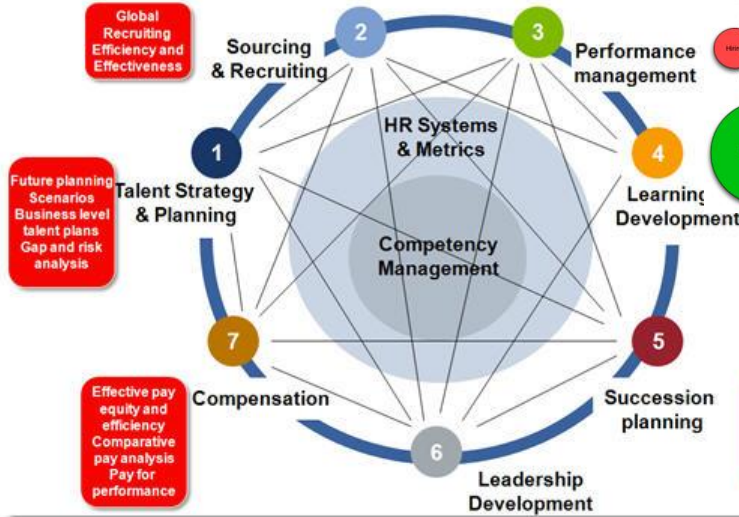 Global
Recruiting
Efficiency and
Effectiveness
2
Sourcing
& Recruiting
3
Performance
management
HR Systems
& Metrics
1
Talent Strategy
& Planning
Future planning
Scenarios
Business level
talent plans
Gap and risk
analysis
4
Learning
Development
Competency
Management
7
Compensation
5
Succession
planning
Effective pay
equity and
efficiency
Comparative
pay analysis
Pay for
performance
6
Leadership
Development